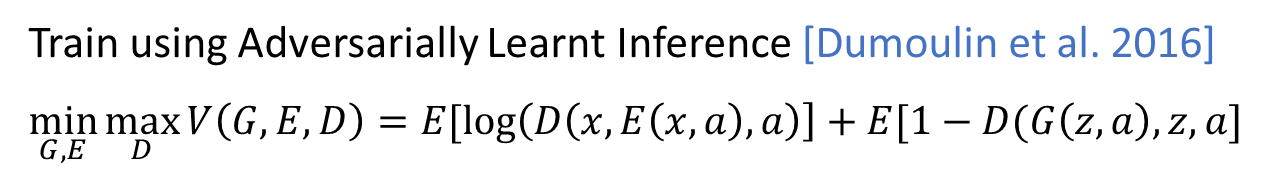 Train using Adversarially Learnt Inference [Dumoulin et al. 2016]
min max V(G, E, D) = E[log(D(x, E(x, a), a)] + E[1 − D(G(z, a), z, a]
G,E D